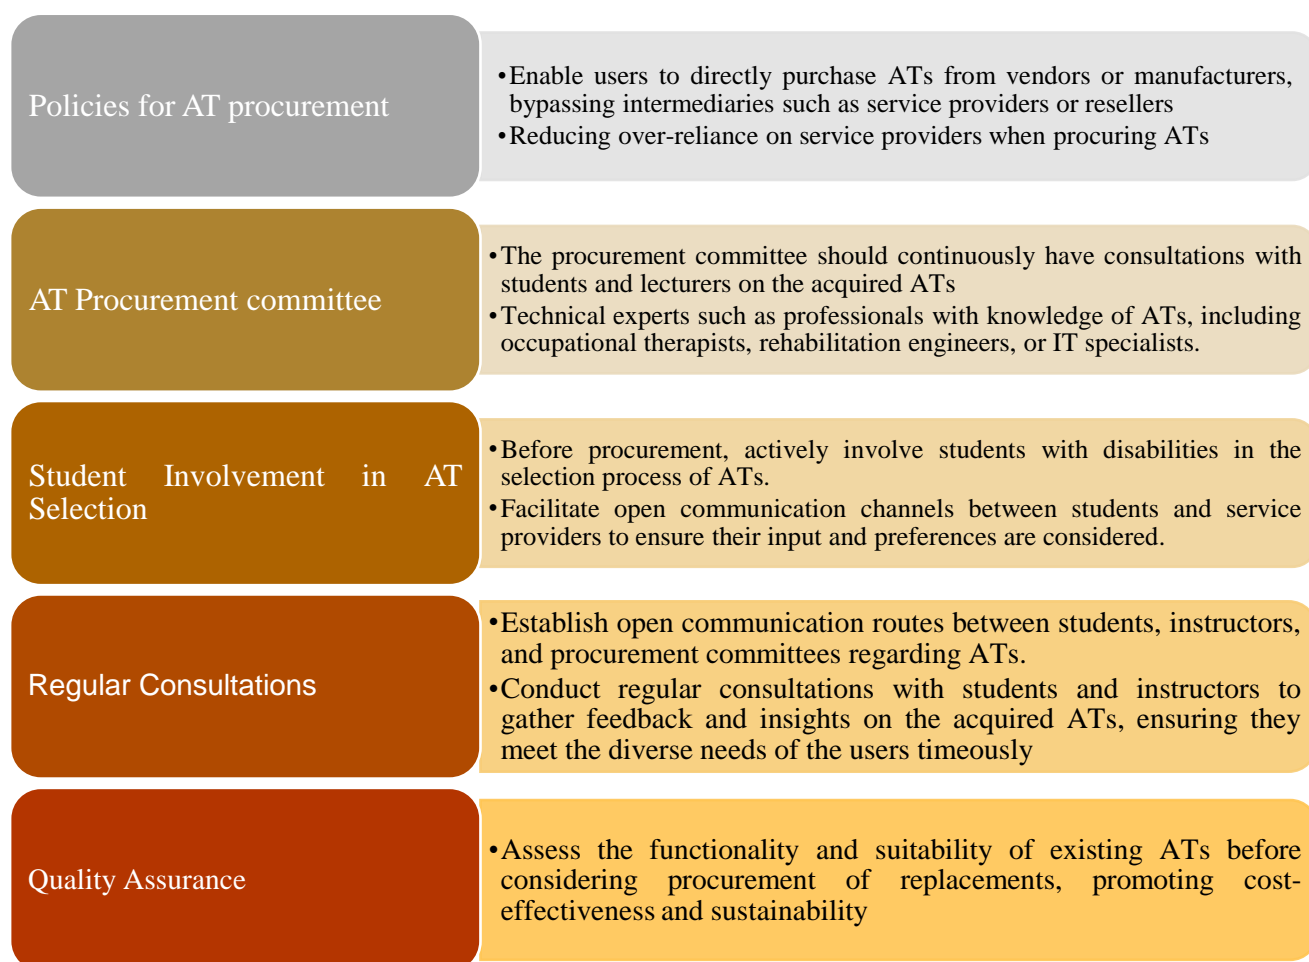 Policies for AT procurement
•Enable users to directly purchase ATs from vendors or manufacturers,
bypassing intermediaries such as service providers or resellers
•Reducing over-reliance on service providers when procuring ATs
AT Procurement committee
•The procurement committee should continuously have consultations with
students and lecturers on the acquired ATs
•Technical experts such as professionals with knowledge of ATs, including
occupational therapists, rehabilitation engineers, or IT specialists.
Student Involvement in AT
Selection
•Before procurement, actively involve students with disabilities in the
selection process of ATs.
•Facilitate open communication channels between students and service
providers to ensure their input and preferences are considered.
Regular Consultations
•Establish open communication routes between students, instructors,
and procurement committees regarding ATs.
•Conduct regular consultations with students and instructors to
gather feedback and insights on the acquired ATs, ensuring they
meet the diverse needs of the users timeously
Quality Assurance
•Assess the functionality and suitability of existing ATs before
considering procurement of replacements, promoting cost-
effectiveness and sustainability